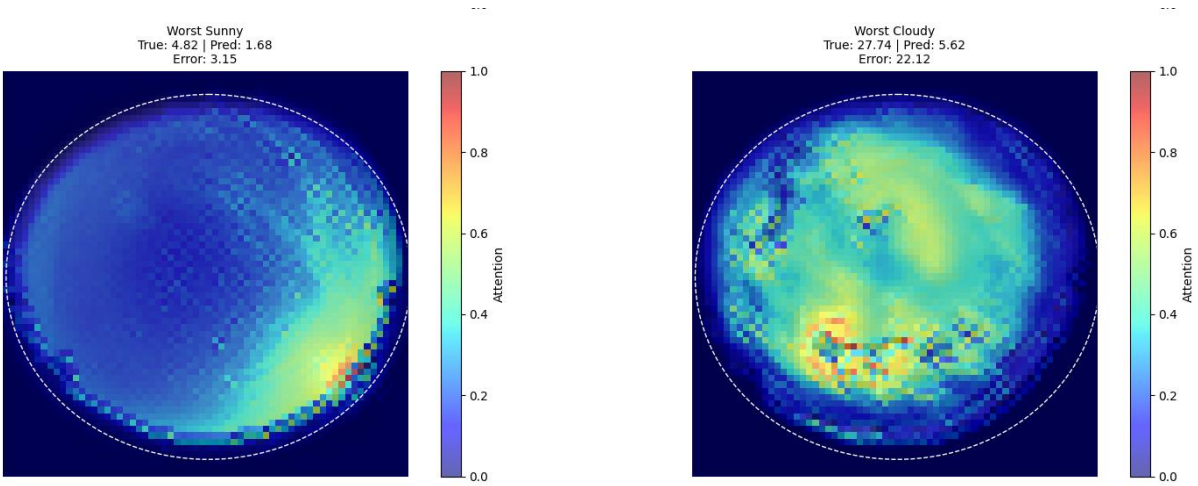 Worst Sunny
True: 4.82 | Pred: 1.68
Error: 3.15
1.0
0.8
0.6
0.4
0.2
0.0
Attention
Worst Cloudy
True: 27.74 | Pred: 5.62
Error: 22.12
1.0
0.8
0.6
0.4
0.2
0.0
Attention